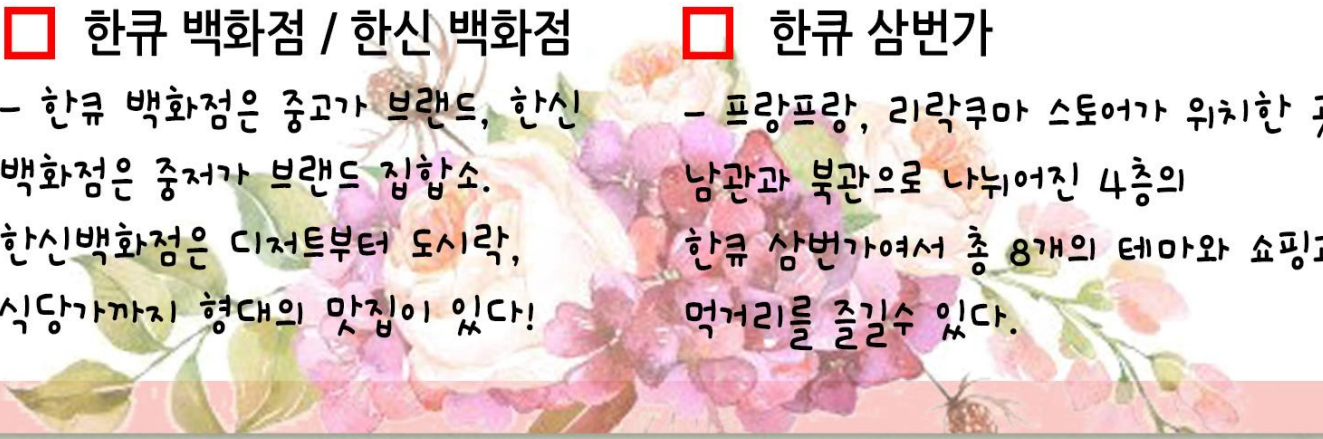 한큐 백화점 / 한신 백화점
- 한큐 백화점은 중고가 브랜드, 한신
백화점은 중저가 브랜드 집합소.
한신백화점은 디저트부터 도시락,
식당가까지 형대의 맛집이 있다!
한큐 삼번가
- 프랑프랑, 리락쿠마 스토어가 위치한
남관과 북관으로 나뉘어진 4층의
한큐 삼번가여서 총 8개의 테마와
먹거리를 즐길수 있다.